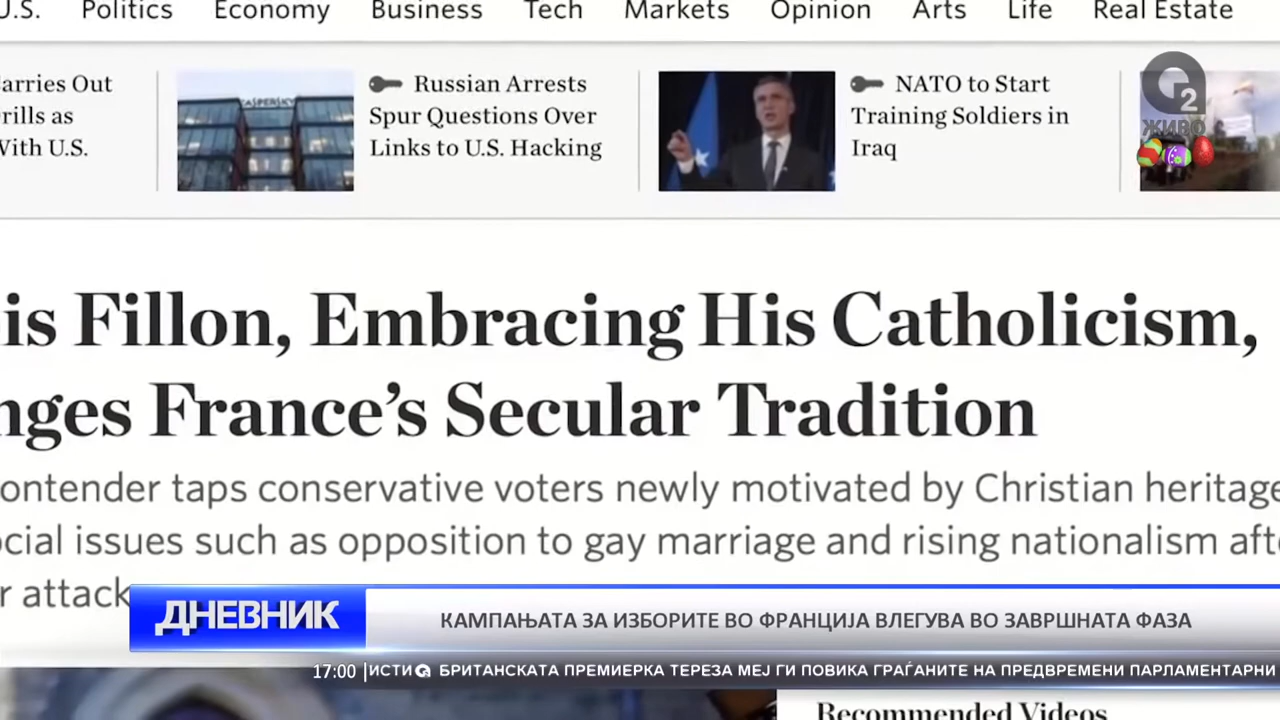 U.S. Politics Economy Business Tech Markets Opinion Arts Life Real Estate
arries Out
rills as
With U.S.
KASPERSKY
Russian Arrests
Spur Questions Over
Links to U.S. Hacking
NATO to Start
Training Soldiers in
Iraq
2
ЖИВО
is Fillon, Embracing His Catholicism,
nges France's Secular Tradition
ontender taps conservative voters newly motivated by Christian heritage
cial issues such as opposition to gay marriage and rising nationalism aft
r attack
ДНЕВНИК
КАМПАЊАТА ЗА ИЗБОРИТЕ ВО ФРАНЦИЈА ВЛЕГУВА ВО ЗАВРШНАТА ФАЗА
17:00 ИСТИ БРИТАНСКАТА ПРЕМИЕРКА ТЕРЕЗА МЕЈ ГИ ПОВИКА ГРАЃАНИТЕ НА ПРЕДВРЕМЕНИ ПАРЛАМЕНТАРНИ
Recommended Videos